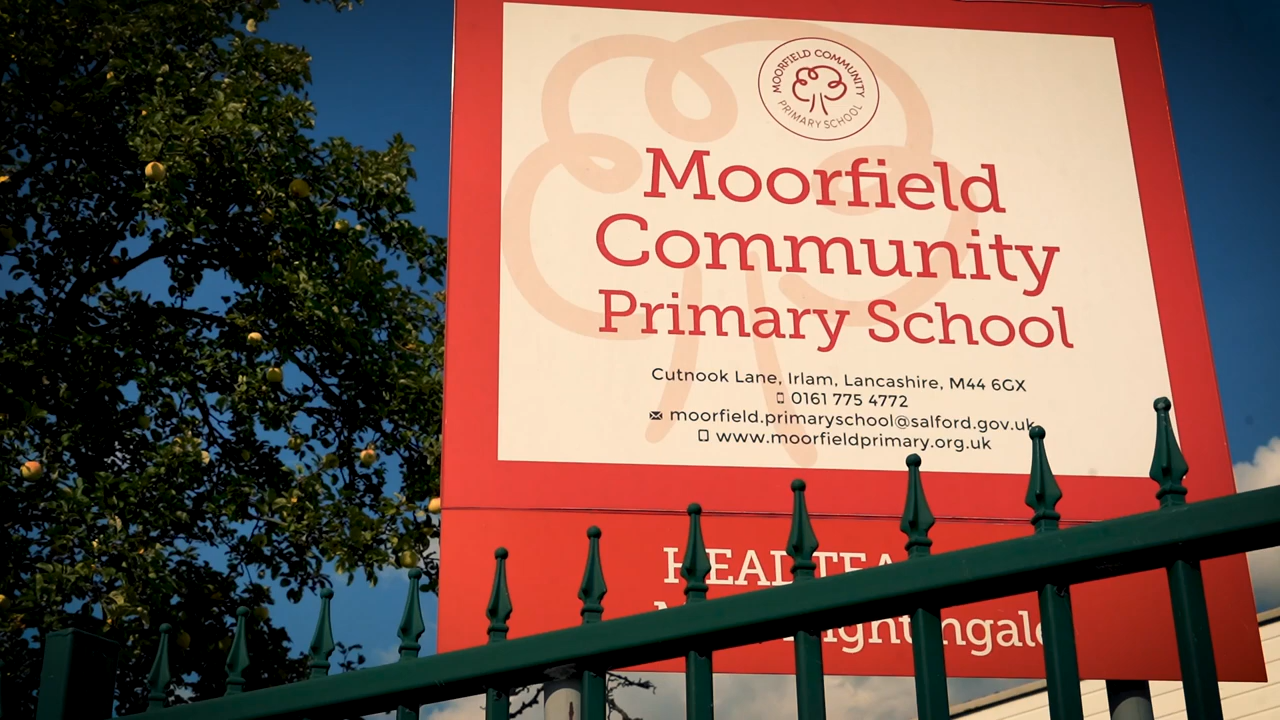 MOORFIELD COMMUNITY
PRIMARY SCHOOL
Moorfield
Community
Primary School
Cutnook Lane, Irlam, Lancashire, M44 6GX
0161 775 4772
moorfield.primaryschool@salford.gov.uk
www.moorfieldprimary.org.uk